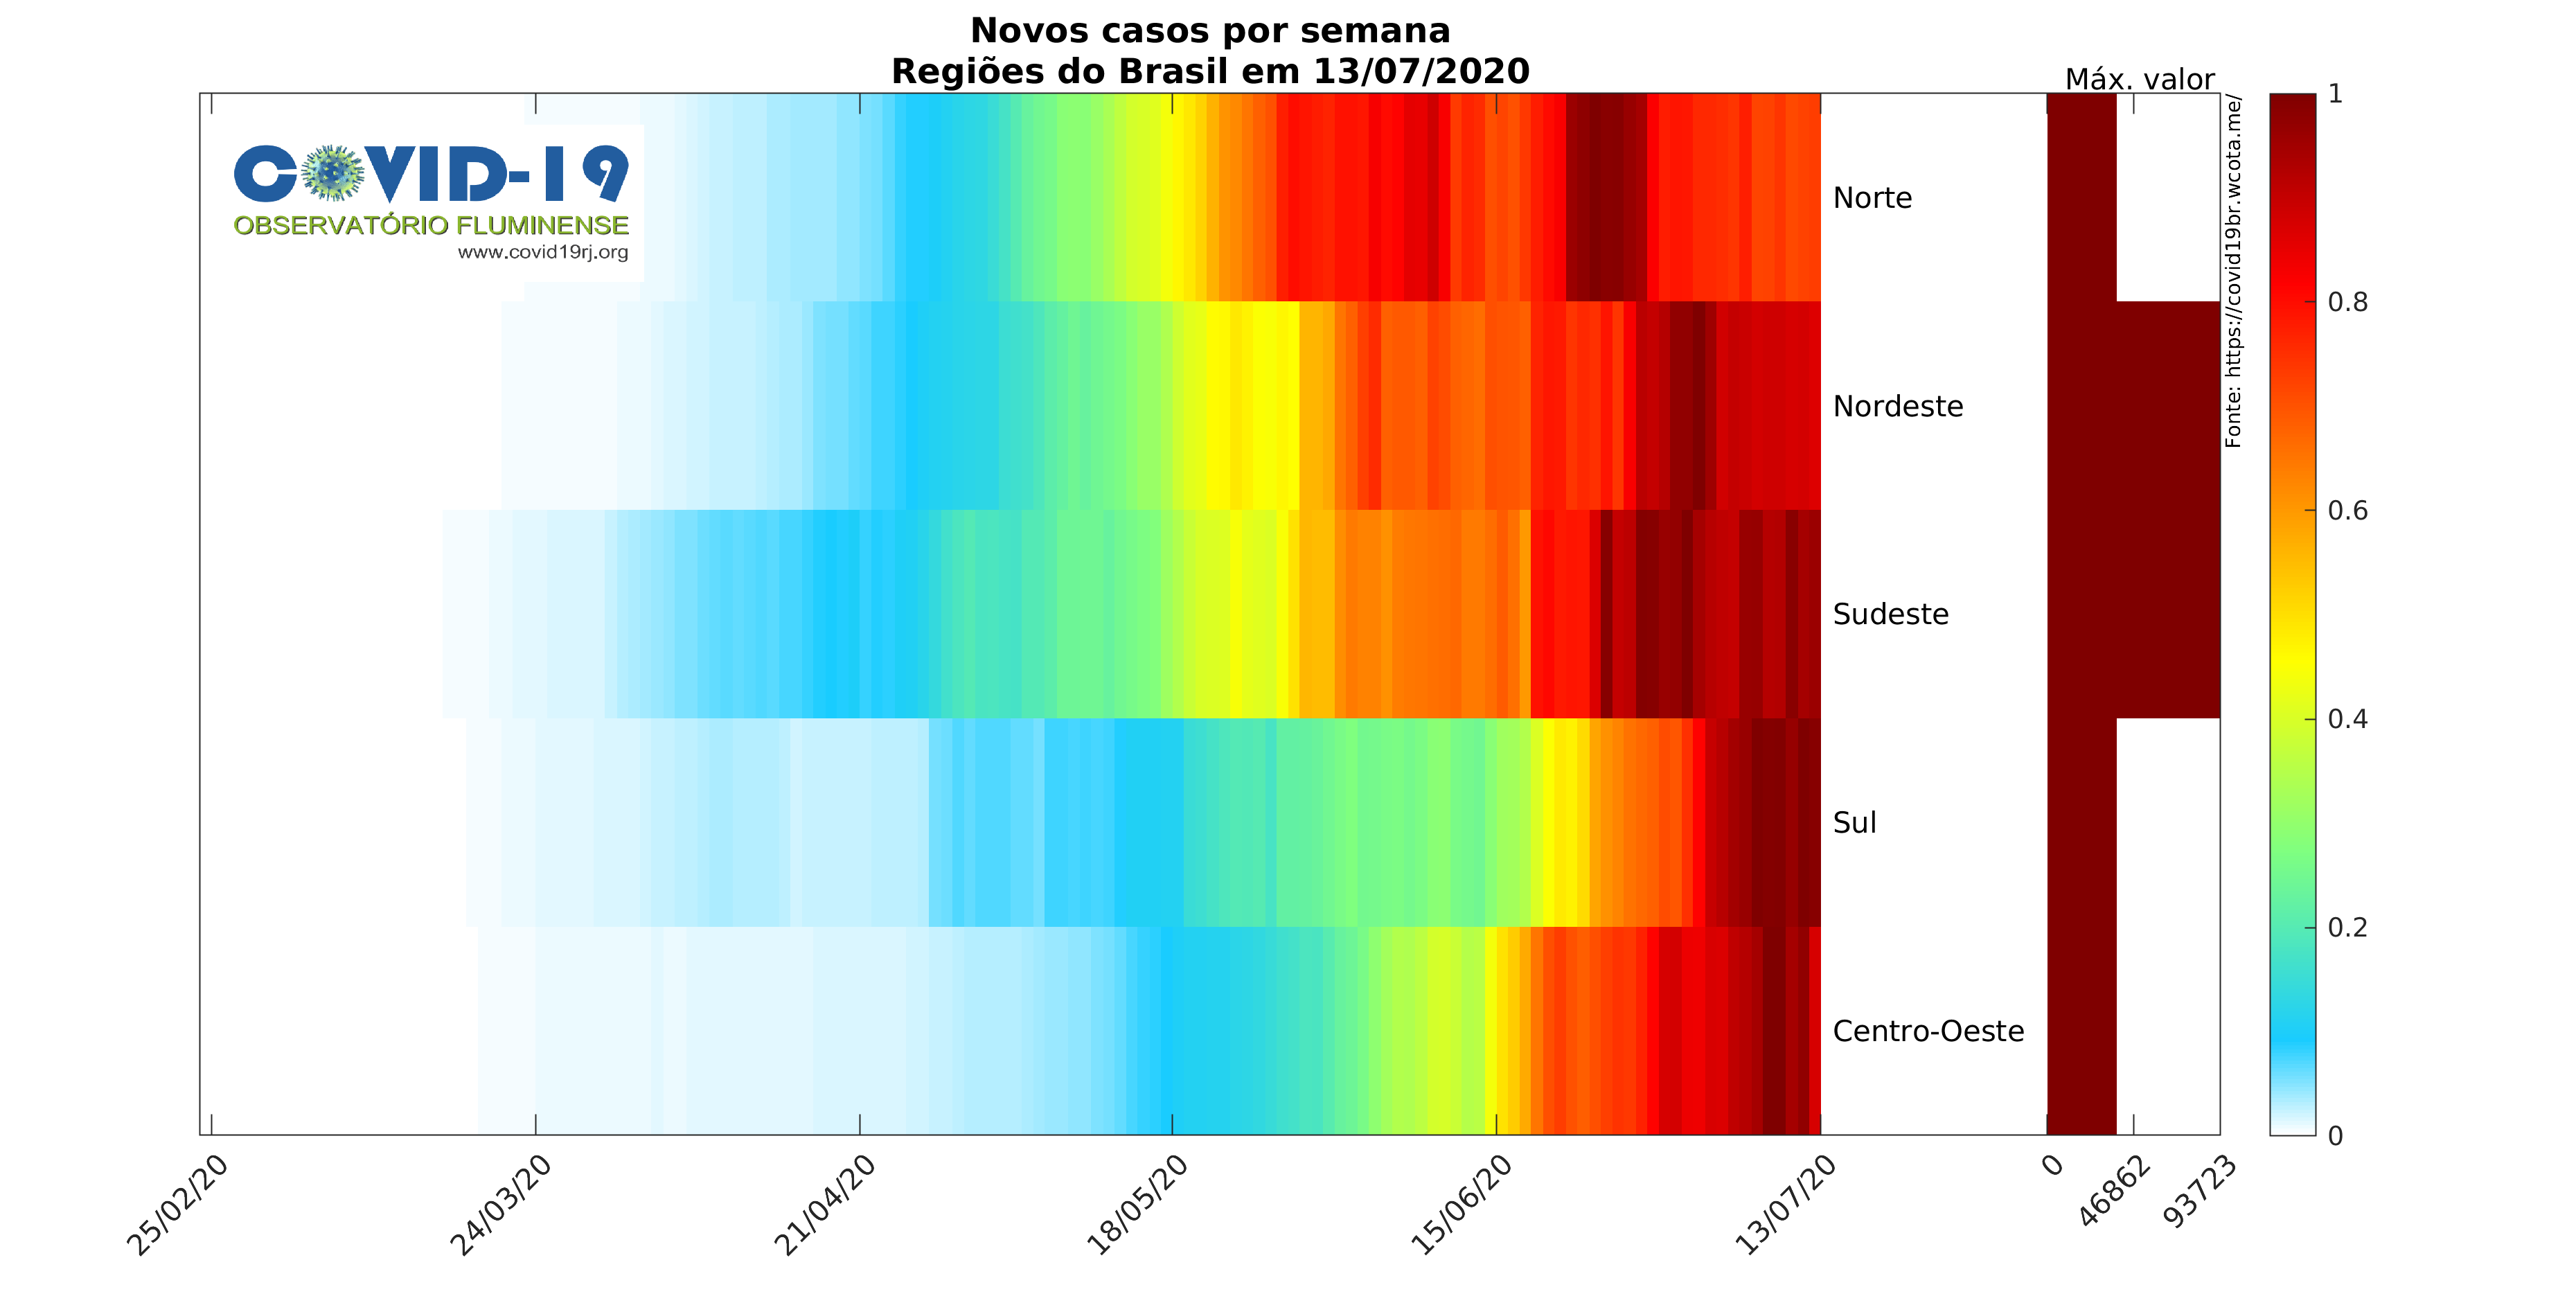 Novos casos por semana
Regiões do Brasil em 13/07/2020
Máx. valor
COVID-19
OBSERVATÓRIO FLUMINENSE
www.covid19rj.org
Norte
Nordeste
Sudeste
Sul
Centro-Oeste
Fonte: https://covid19br.wcota.me/
1
0.8
0.6
0.4
0.2
0
25/02/20
24/03/20
21/04/20
18/05/20
15/06/20
13/07/20
0
46862
93723